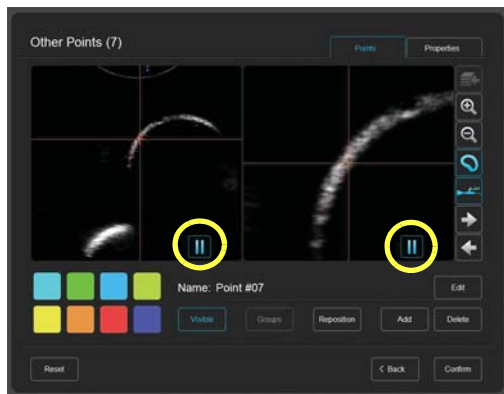 Other Points (7)
Points
Properties
Name: Point #07
Edit
Visible
Groups
Reposition
Add
Delete
Reset
< Back
Confirm